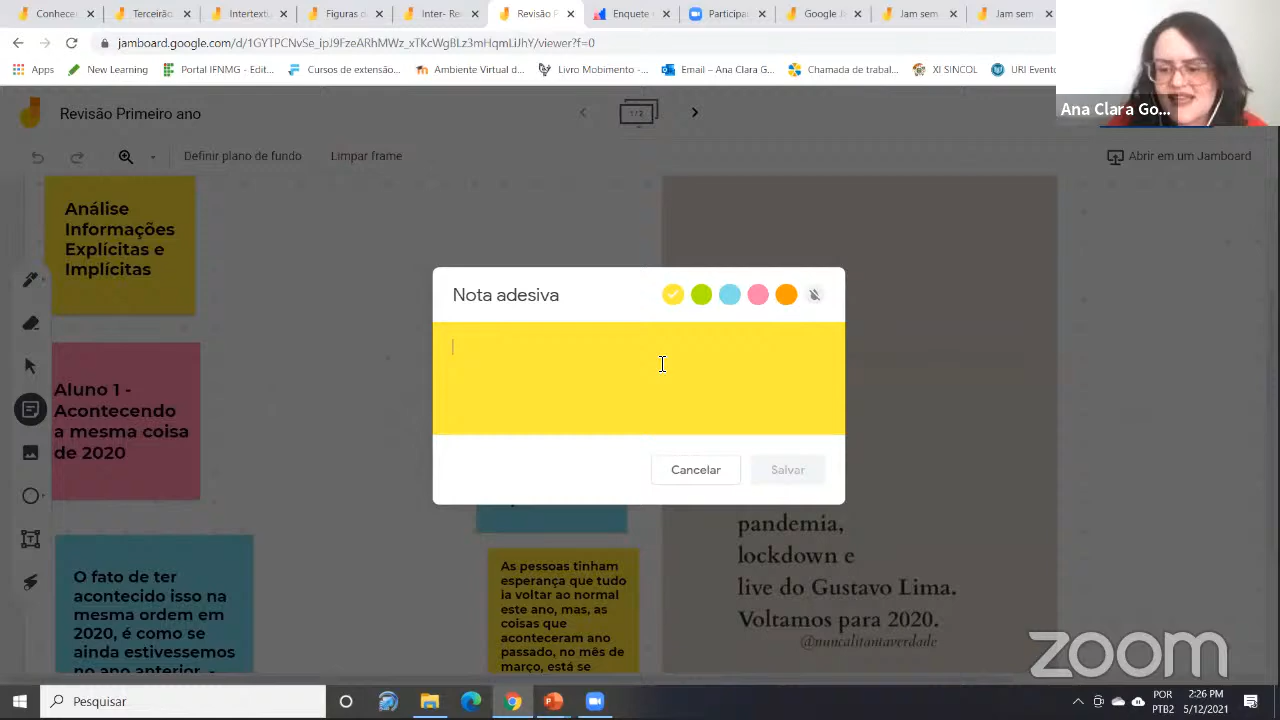 Intertext
Figuras d
Inter- Re
Revisão P
Enquete
Participa
Google
Jam sem
Jam sem
jamboard.google.com/d/1GYTPCNvSe_ipJ9FzeARhMWz_xTKcWgBLz3mHqmLlJhY/viewer?f=0
Apps
New Learning
Portal IFNMG - Edit...
Cursos de extensão...
Ambiente Virtual d...
Livro Mobimento -...
Email – Ana Clara G...
Chamada de trabal...
XI SINCOL
URI Evento
Ana Clara Go...
Revisão Primeiro ano
1/2
Definir plano de fundo
Limpar frame
Abrir em um Jamboard
Análise
Informações
Explícitas e
Implícitas
Aluno 1 -
Acontecendo
a mesma coisa
de 2020
O fato de ter
acontecido isso na
mesma ordem em
2020, é como se
ainda estivessemos
no ano anterior. -
Nota adesiva
Cancelar
Salvar
As pessoas tinham
esperança que tudo
ia voltar ao normal
este ano, mas, as
coisas que
aconteceram ano
passado, no mês de
março, está se
pandemia,
lockdown e
live do Gustavo Lima.
Voltamos para 2020.
@nuncalitantaverdade
zoom
Pesquisar
POR
PTB2
2:26 PM
5/12/2021